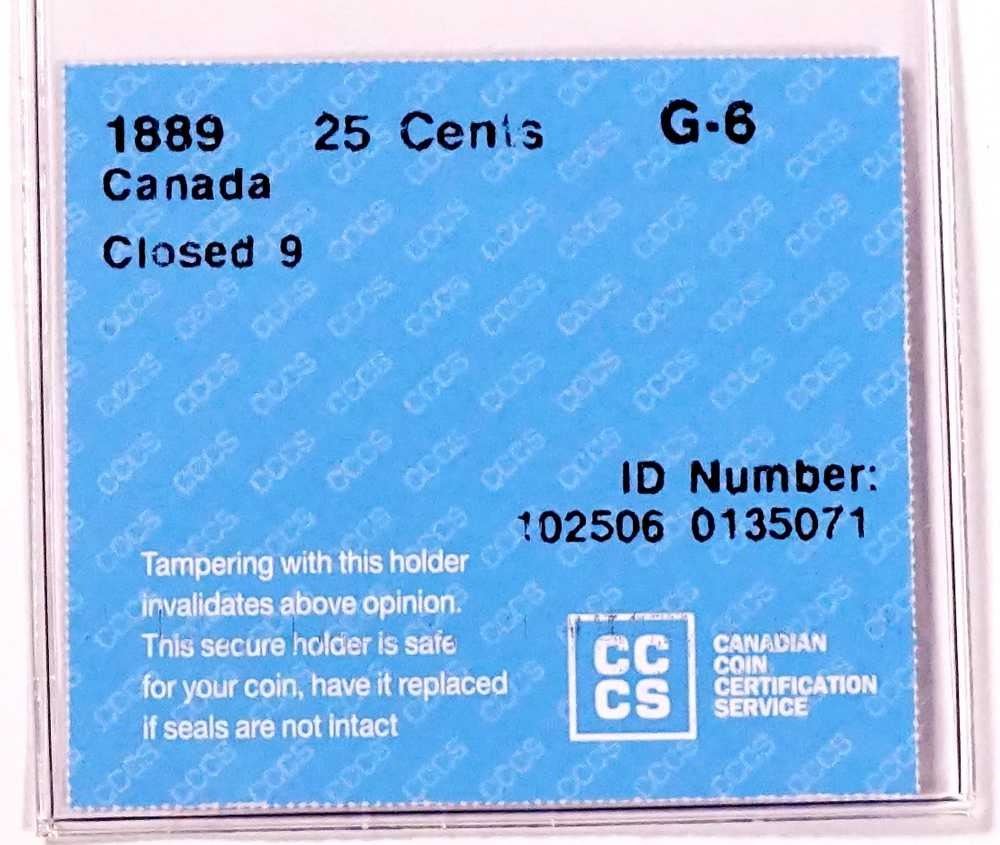 1889 25 Cents G-6
Canada
Closed 9
ID Number:
102506 0135071
Tampering with this holder
invalidates above opinion.
This secure holder is safe
for your coin, have it replaced
if seals are not intact
CC
CS
CANADIAN
COIN
CERTIFICATION
SERVICE